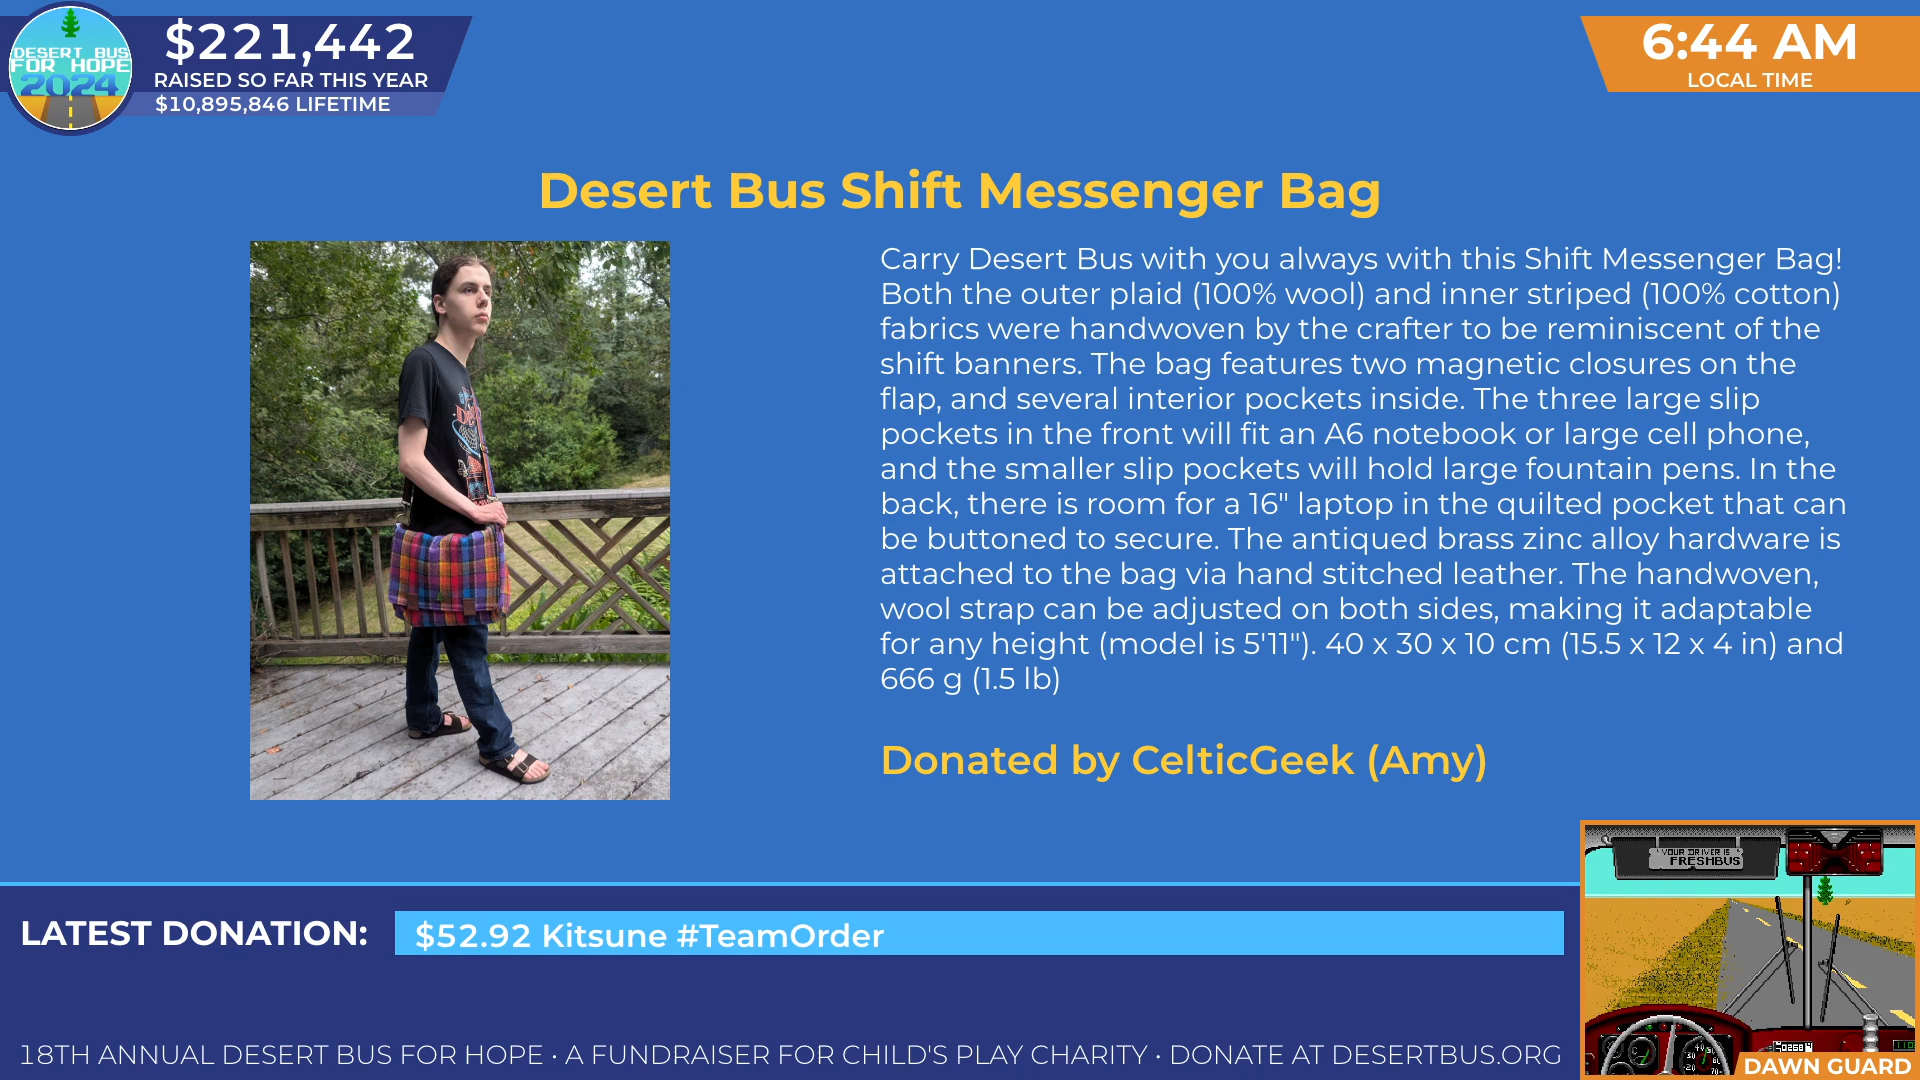 DESERT BUS
FOR HOPE
2024
$221,442
RAISED SO FAR THIS YEAR
$10,895,846 LIFETIME
6:44 AM
LOCAL TIME
Desert Bus Shift Messenger Bag
Carry Desert Bus with you always with this Shift Messenger Bag!
Both the outer plaid (100% wool) and inner striped (100% cotton)
fabrics were handwoven by the crafter to be reminiscent of the
shift banners. The bag features two magnetic closures on the
flap, and several interior pockets inside. The three large slip
pockets in the front will fit an A6 notebook or large cell phone,
and the smaller slip pockets will hold large fountain pens. In the
back, there is room for a 16" laptop in the quilted pocket that can
be buttoned to secure. The antiqued brass zinc alloy hardware is
attached to the bag via hand stitched leather. The handwoven,
wool strap can be adjusted on both sides, making it adaptable
for any height (model is 5'11"). 40 x 30 x 10 cm (15.5 x 12 x 4 in) and
666 g (1.5 lb)
Donated by CelticGeek (Amy)
YOUR DRIVER IS
FRESHBUS
LATEST DONATION:
$52.92 Kitsune #TeamOrder
18TH ANNUAL DESERT BUS FOR HOPE • A FUNDRAISER FOR CHILD'S PLAY CHARITY • DONATE AT DESERTBUS.ORG
DAWN GUARD